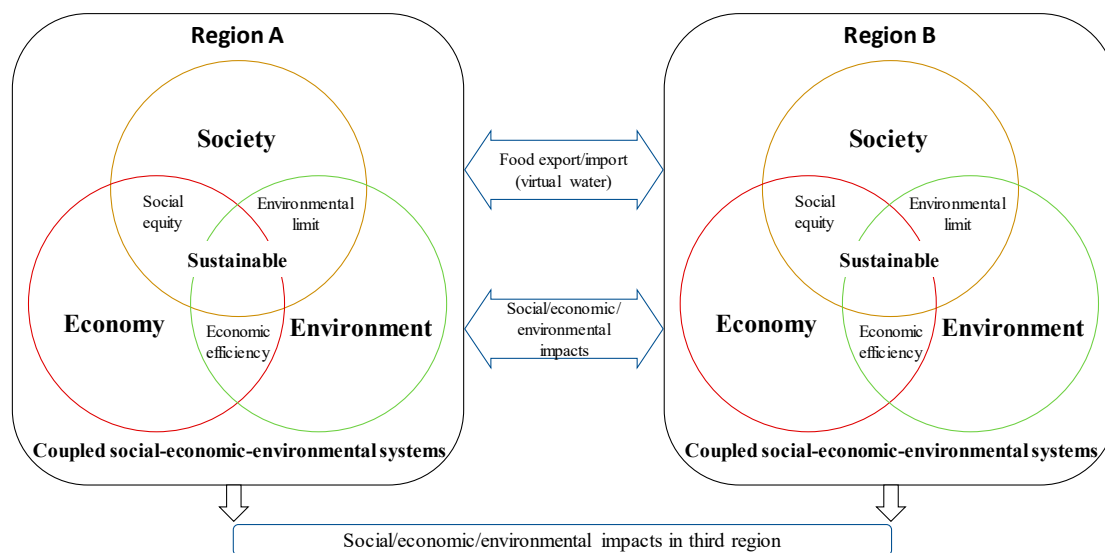 Region A
Society
Social
equity
Environmental
limit
Sustainable
Economy
Environment
Economic
efficiency
Coupled social-economic-environmental systems
Food export/import
(virtual water)
Social/economic/
environmental
impacts
Region B
Society
Social
equity
Environmental
limit
Sustainable
Economy
Environment
Economic
efficiency
Coupled social-economic-environmental systems
Social/economic/environmental impacts in third region